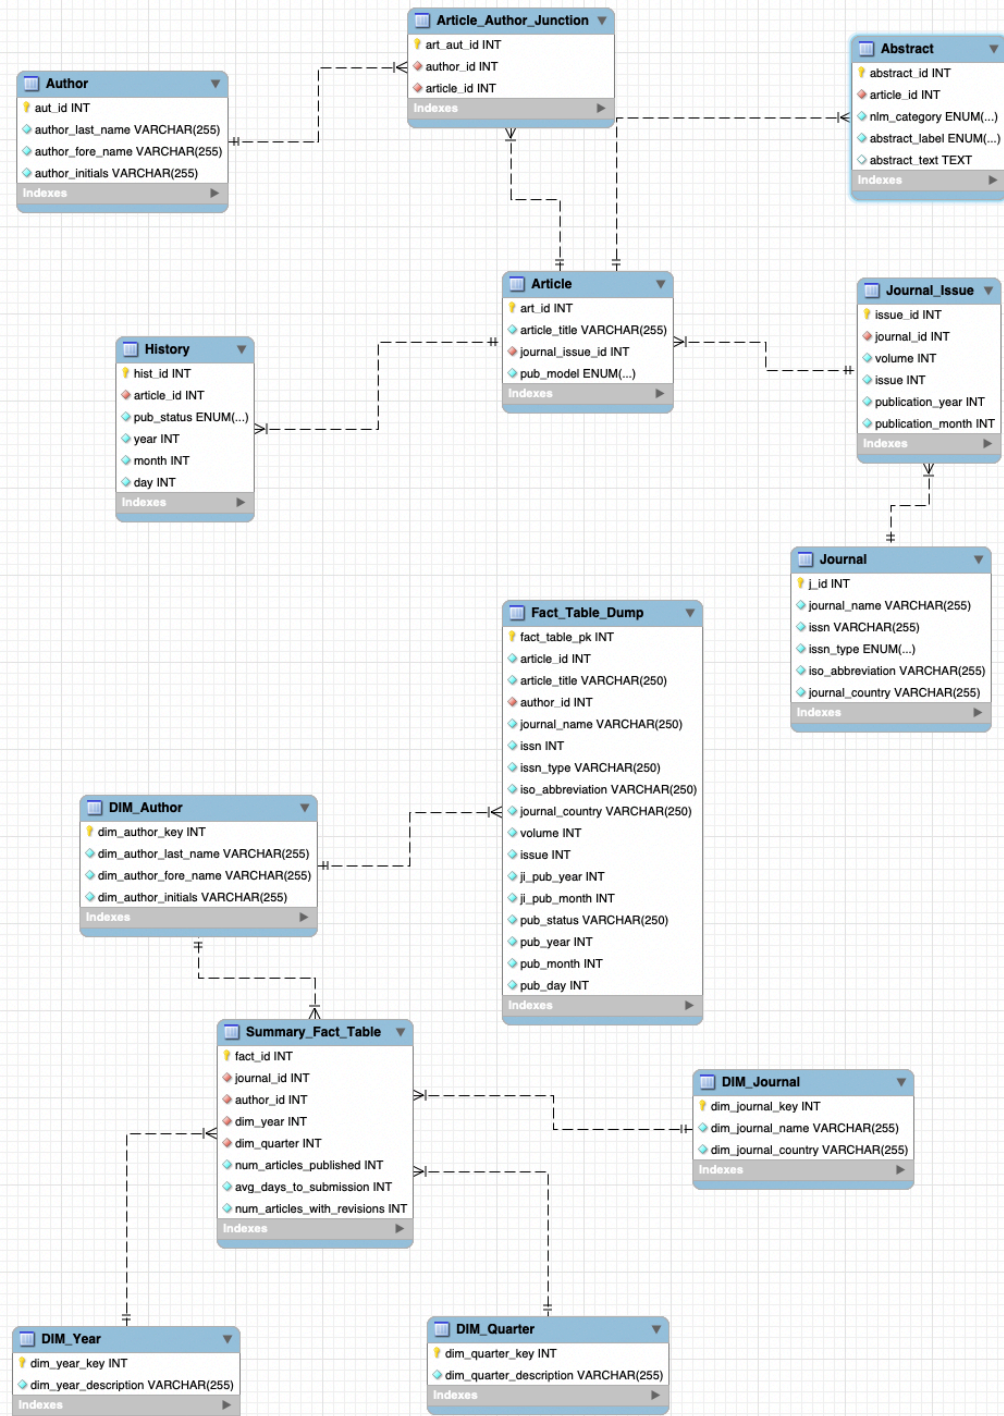 Article_Author_Junction
art_aut_id INT
author_id INT
article_id INT
Indexes
Abstract
abstract_id INT
article_id INT
nlm_category ENUM(...)
abstract_label ENUM(...)
abstract_text TEXT
Indexes
Author
aut_id INT
author_last_name VARCHAR(255)
author_fore_name VARCHAR(255)
author_initials VARCHAR(255)
Indexes
Article
art_id INT
article_title VARCHAR(255)
journal_issue_id INT
pub_model ENUM(...)
Indexes
Journal_Issue
issue_id INT
journal_id INT
volume INT
issue INT
publication_year INT
publication_month INT
Indexes
History
hist_id INT
article_id INT
pub_status ENUM(...)
year INT
month INT
day INT
Indexes
Journal
j_id INT
journal_name VARCHAR(255)
issn VARCHAR(255)
issn_type ENUM(...)
iso_abbreviation VARCHAR(255)
journal_country VARCHAR(255)
Indexes
Fact_Table_Dump
fact_table_pk INT
article_id INT
article_title VARCHAR(250)
author_id INT
journal_name VARCHAR(250)
issn INT
issn_type VARCHAR(250)
iso_abbreviation VARCHAR(250)
journal_country VARCHAR(250)
volume INT
issue INT
ji_pub_year INT
ji_pub_month INT
pub_status VARCHAR(250)
pub_year INT
pub_month INT
pub_day INT
Indexes
DIM_Author
dim_author_key INT
dim_author_last_name VARCHAR(255)
dim_author_fore_name VARCHAR(255)
dim_author_initials VARCHAR(255)
Indexes
Summary_Fact_Table
fact_id INT
journal_id INT
author_id INT
dim_year INT
dim_quarter INT
num_articles_published INT
avg_days_to_submission INT
num_articles_with_revisions INT
Indexes
DIM_Journal
dim_journal_key INT
dim_journal_name VARCHAR(255)
dim_journal_country VARCHAR(255)
Indexes
DIM_Year
dim_year_key INT
dim_year_description VARCHAR(255)
Indexes
DIM_Quarter
dim_quarter_key INT
dim_quarter_description VARCHAR(255)
Indexes